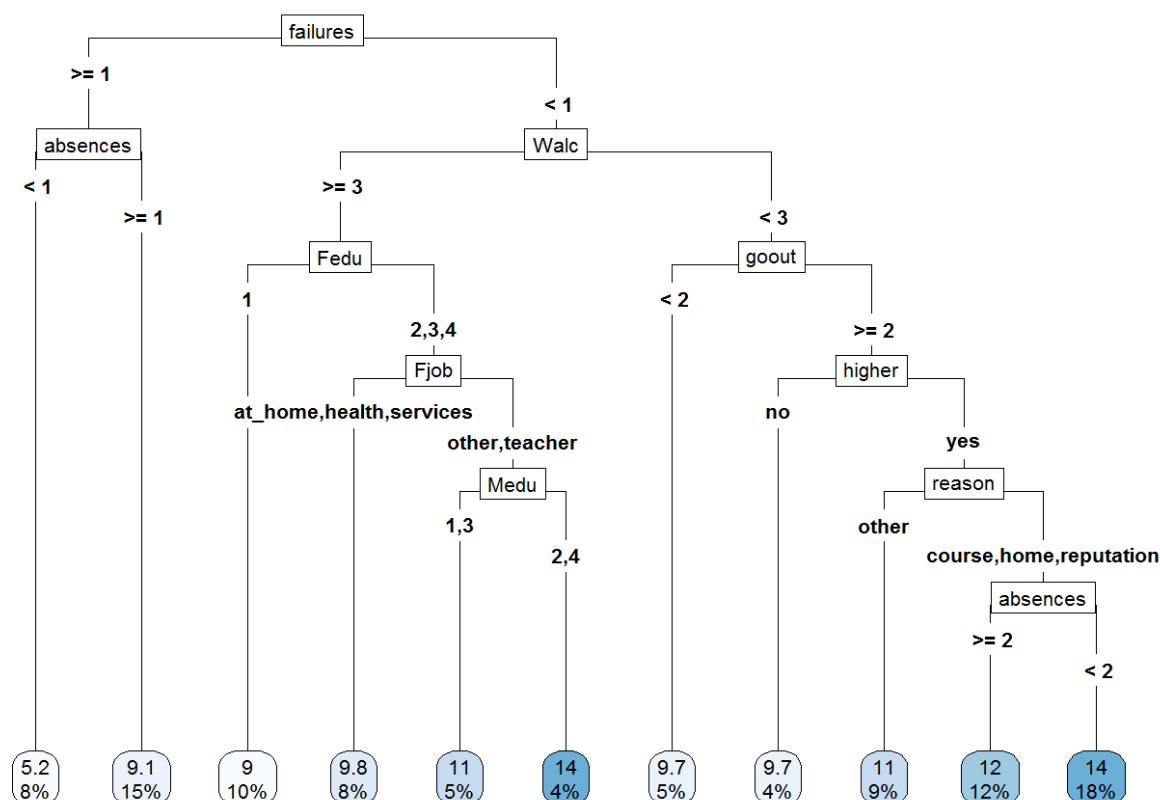 failures
>= 1
< 1
absences
Walc
< 1
>= 3
>= 1
< 3
Fedu
goout
1
< 2
2,3,4
>= 2
Fjob
higher
at_home,health,services
no
other,teacher
yes
Medu
reason
1,3
other
2,4
course,home,reputation
absences
>= 2
< 2
5.2 9.1 9 9.8 11 14 9.7 9.7 11 12 14
8% 15% 10% 8% 5% 4% 5% 4% 9% 12% 18%